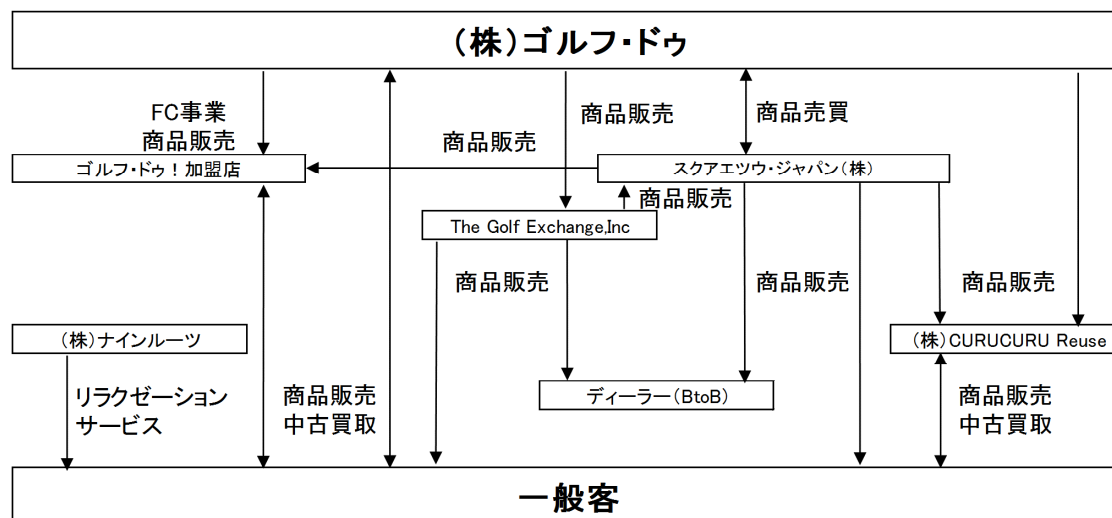 (株)ゴルフ・ドゥ
FC事業
商品販売
商品販売
商品販売
商品売買
ゴルフ・ドゥ！加盟店
スクアエツウ・ジャパン(株)
商品販売
The Golf Exchange,Inc
商品販売
商品販売
商品販売
(株)ナインルーツ
(株)CURUCURU Reuse
リラクゼーション
サービス
商品販売
中古買取
ディーラー(BtoB)
商品販売
中古買取
一般客